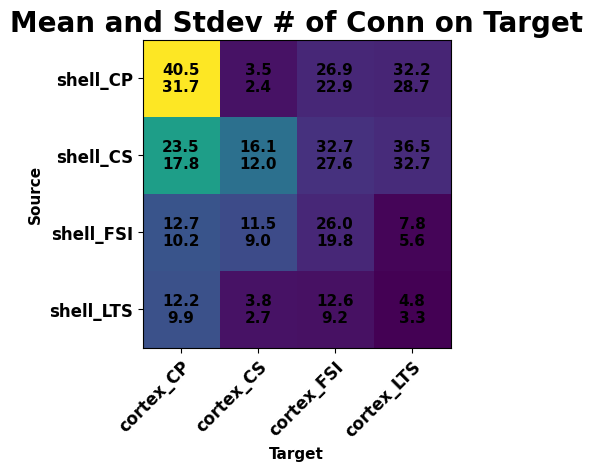 Mean and Stdev # of Conn on Target
shell_CP
40.5
31.7
3.5
2.4
26.9
22.9
32.2
28.7
shell_CS
23.5
17.8
16.1
12.0
32.7
27.6
36.5
32.7
shell_FSI
12.7
10.2
11.5
9.0
26.0
19.8
7.8
5.6
shell_LTS
12.2
9.9
3.8
2.7
12.6
9.2
4.8
3.3
Source
cortex_CP
cortex_CS
cortex_FSI
cortex_LTS
Target